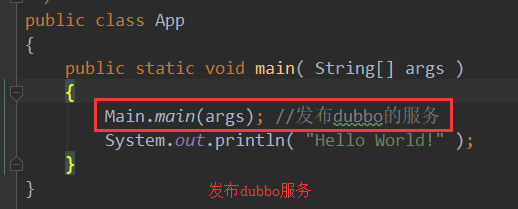 public class App
{
public static void main( String[] args )
{
Main.main(args); //发布dubbo的服务
System.out.println( "Hello World!" );
}
}
发布dubbo服务